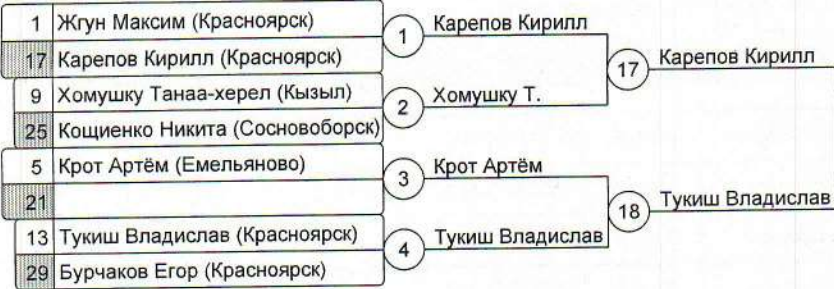 1 Жгун Максим (Красноярск)
17 Карепов Кирилл (Красноярск)
1 Карепов Кирилл
9 Хомушку Танаа-херел (Кызыл)
25 Кощиенко Никита (Сосновоборск)
2 Хомушку Т.
17 Карепов Кирилл
5 Крот Артём (Емельяново)
21
3 Крот Артём
13 Тукиш Владислав (Красноярск)
29 Бурчаков Егор (Красноярск)
4 Тукиш Владислав
18 Тукиш Владислав